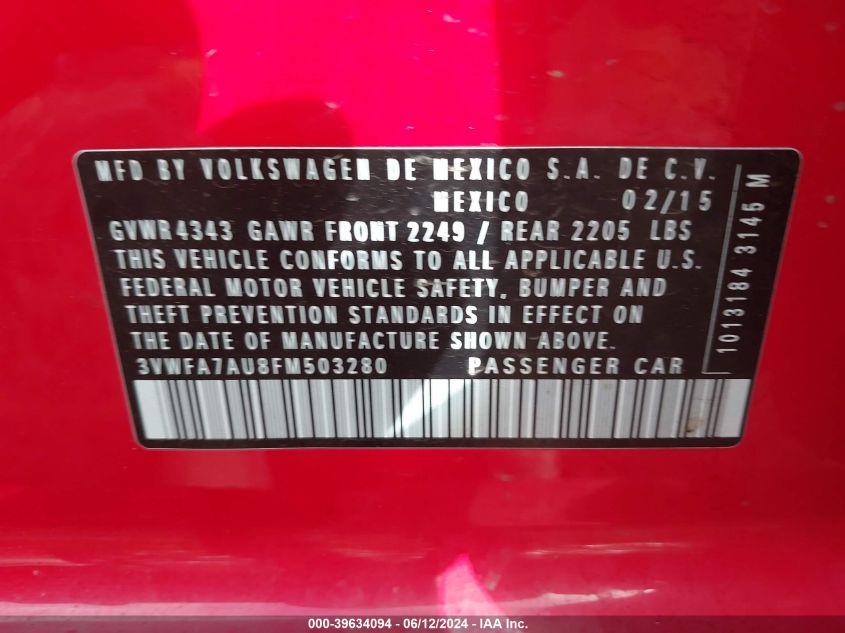 MFD BY VOLKSWAGEN DE MEXICO S.A. DE C.V.
MEXICO 02/15
GVWR 4343 GAWR FRONT 2249 / REAR 2205 LBS
THIS VEHICLE CONFORMS TO ALL APPLICABLE U.S.
FEDERAL MOTOR VEHICLE SAFETY, BUMPER AND
THEFT PREVENTION STANDARDS IN EFFECT ON
THE DATE OF MANUFACTURE SHOWN ABOVE.
3VWFA7AU8FM503280 PASSENGER CAR
1013184 3145 M
000-39634094 - 06/12/2024 - IAA Inc.